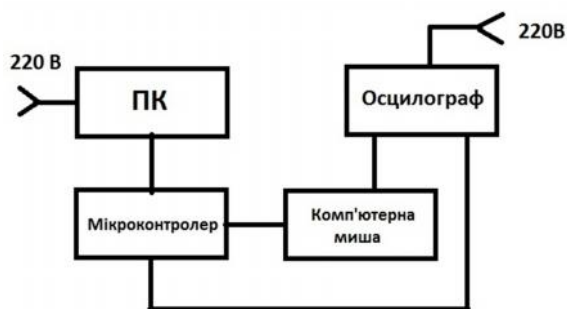 220 В
ПК
220В
Осцилограф
Мікроконтролер
Комп'ютерна
миша